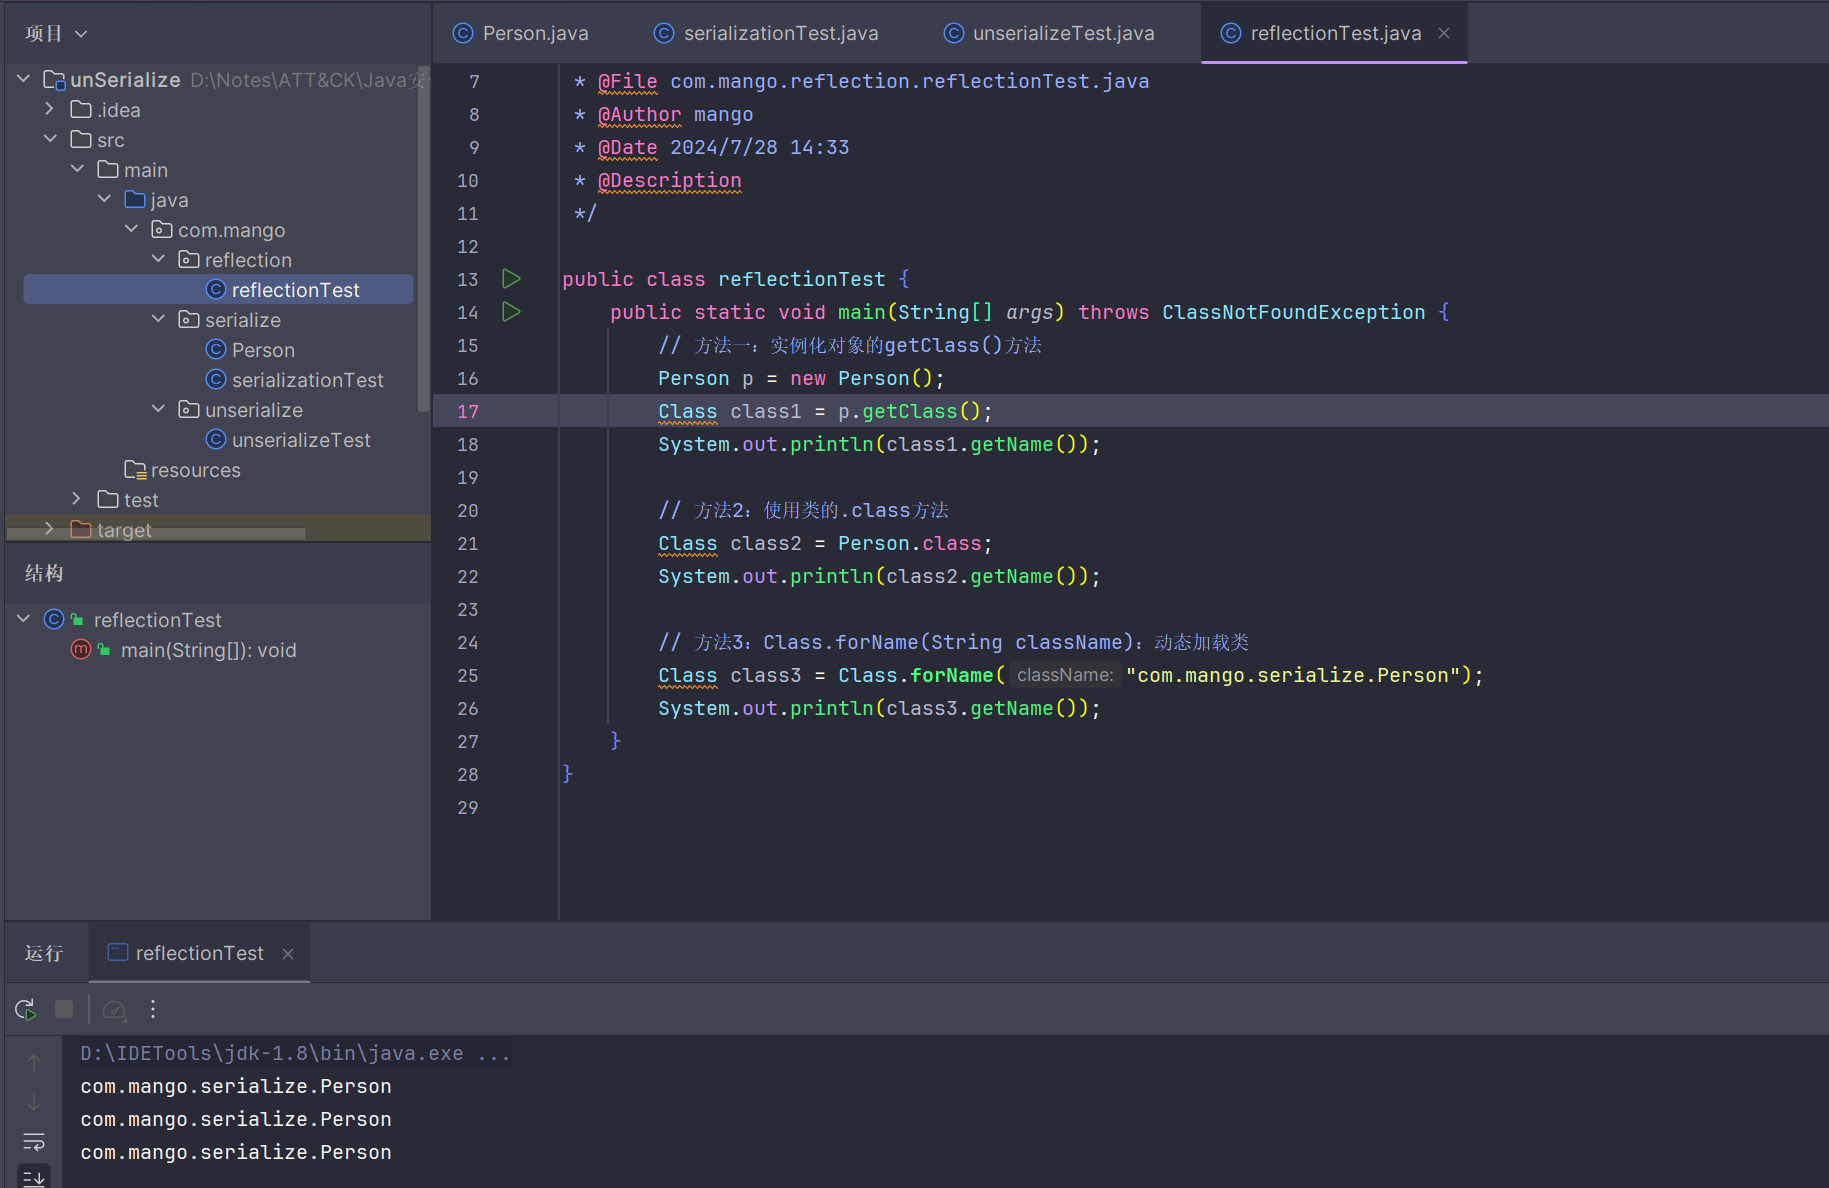 项目
unSerialize D:\Notes\ATT&CK\Java安
.idea
src
main
java
com.mango
reflection
reflectionTest
serialize
Person
serializationTest
unserialize
unserializeTest
resources
test
target
结构
reflectionTest
main(String[]): void
Person.java serializationTest.java unserializeTest.java reflectionTest.java
7 * @File com.mango.reflection.reflectionTest.java
8 * @Author mango
9 * @Date 2024/7/28 14:33
10 * @Description
11 */
12
13 public class reflectionTest {
14 public static void main(String[] args) throws ClassNotFoundException {
15 // 方法一：实例化对象的getClass()方法
16 Person p = new Person();
17 Class class1 = p.getClass();
18 System.out.println(class1.getName());
19
20 // 方法2：使用类的.class方法
21 Class class2 = Person.class;
22 System.out.println(class2.getName());
23
24 // 方法3：Class.forName(String className)：动态加载类
25 Class class3 = Class.forName( className: "com.mango.serialize.Person");
26 System.out.println(class3.getName());
27 }
28 }
29
运行 reflectionTest
D:\IDETools\jdk-1.8\bin\java.exe ...
com.mango.serialize.Person
com.mango.serialize.Person
com.mango.serialize.Person